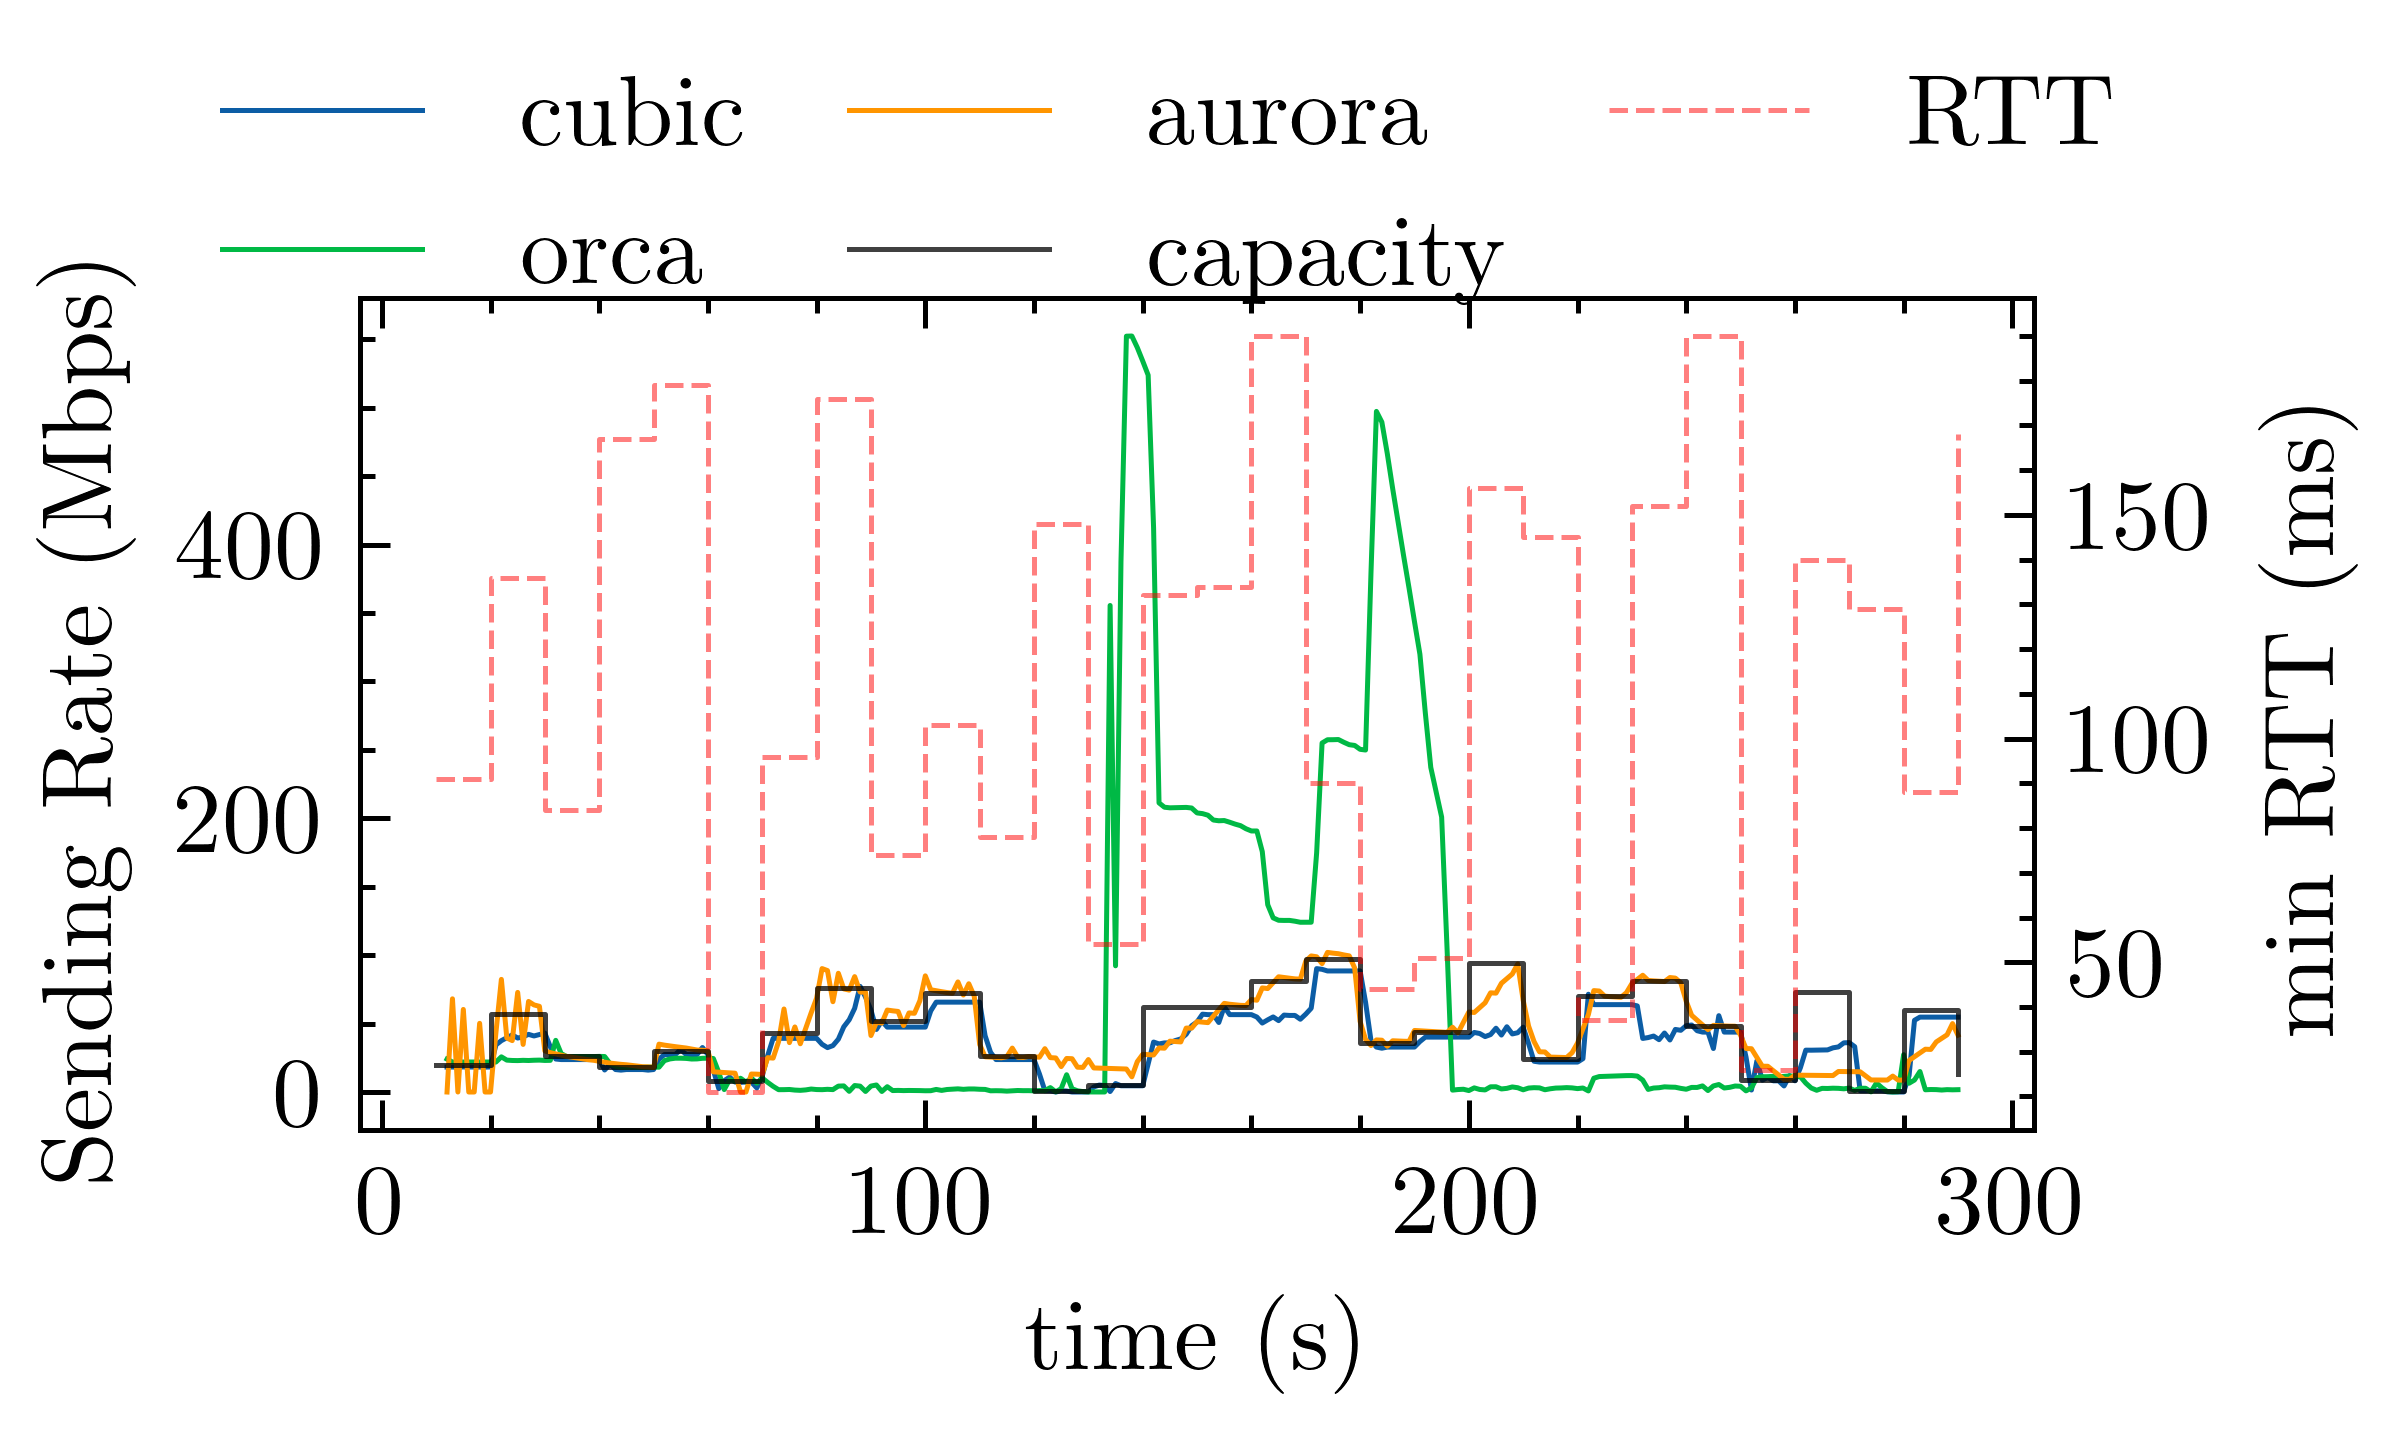 cubic
aurora
RTT
orca
capacity
Sending Rate (Mbps)
400
200
0
150
100
50
min RTT (ms)
0
100
200
300
time (s)